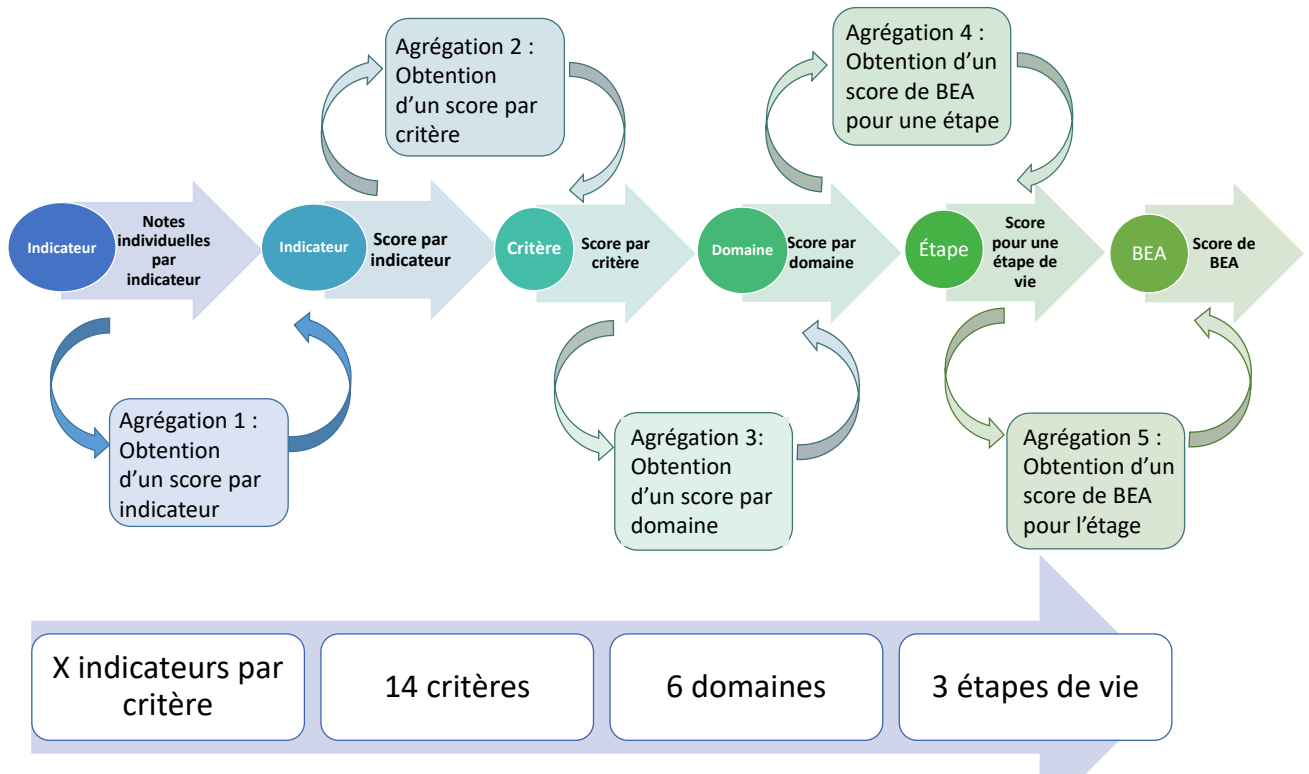 Agrégation 2 :
Obtention
d'un score par
critère
Agrégation 4 :
Obtention d'un
score de BEA
pour une étape
Indicateur
Notes
individuelles
par
indicateur
Indicateur
Score par
indicateur
Critère
Score par
critère
Domaine
Score par
domaine
Étape
Score
pour une
étape de
vie
BEA
Score de
BEA
Agrégation 1 :
Obtention
d'un score par
indicateur
Agrégation 3:
Obtention
d'un score par
domaine
Agrégation 5 :
Obtention d'un
score de BEA
pour l'étage
X indicateurs par
critère
14 critères
6 domaines
3 étapes de vie